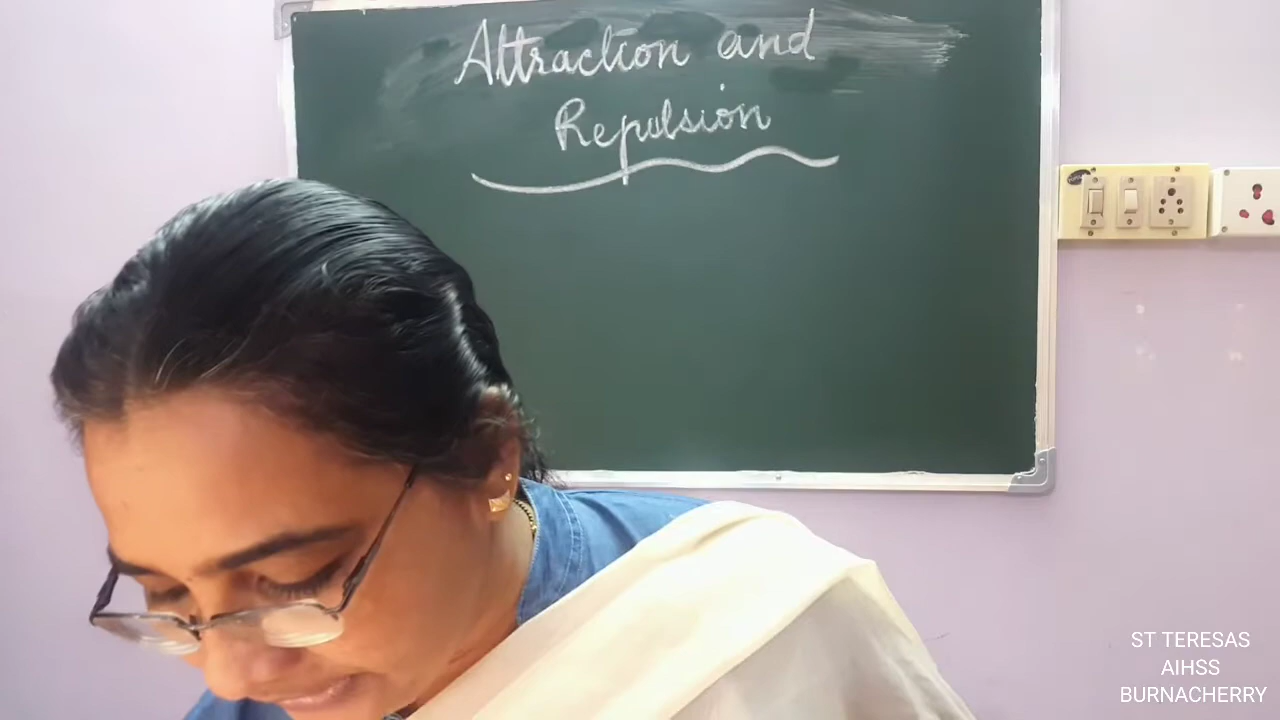 Attraction and
Repulsion
ST TERESAS
AIHSS
BURNACHERRY